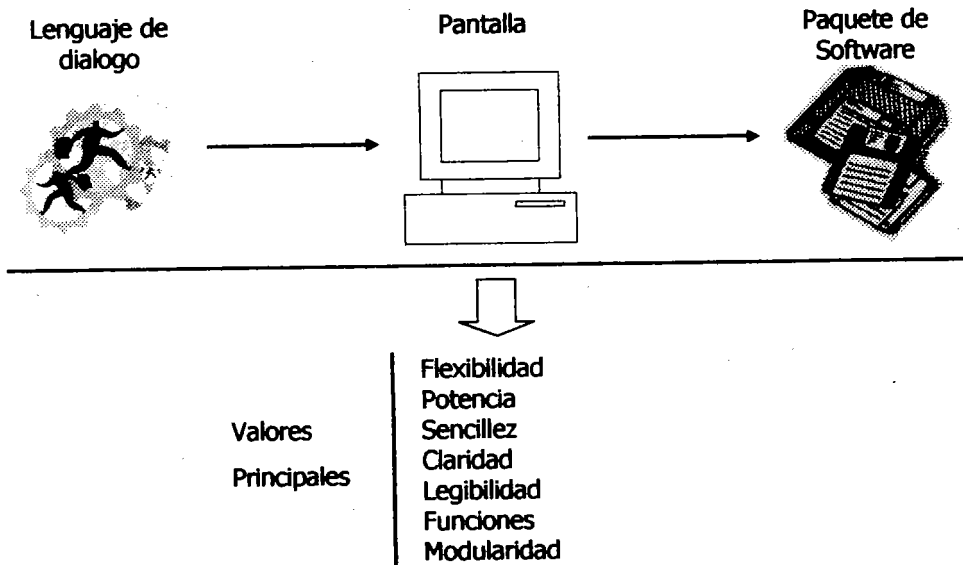 Lenguaje de
dialogo
Pantalla
Paquete de
Software
Valores
Principales
Flexibilidad
Potencia
Sencillez
Claridad
Legibilidad
Funciones
Modularidad